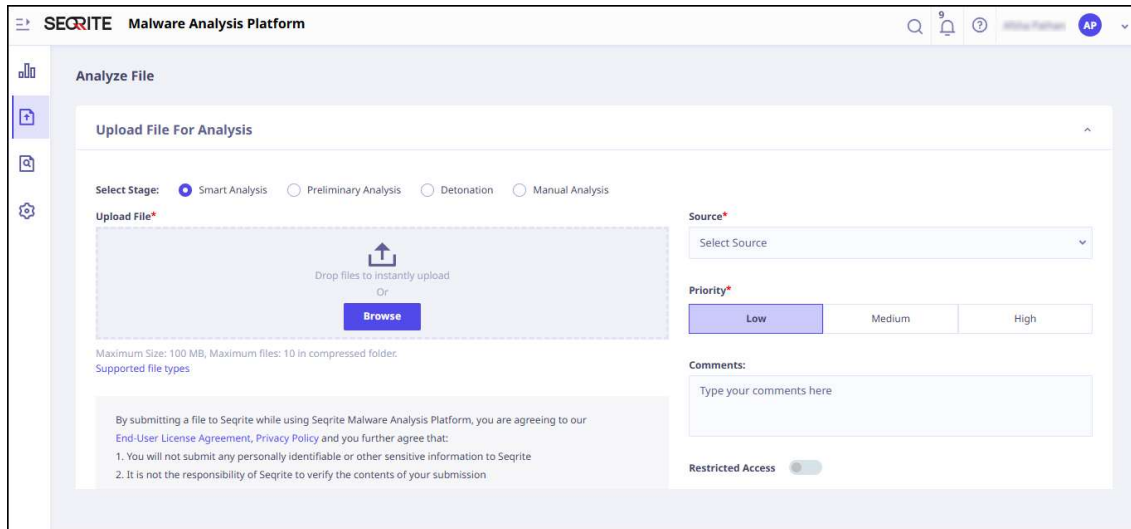 SEQRITE Malware Analysis Platform
9
AP
Analyze File
Upload File For Analysis
Select Stage: Smart Analysis Preliminary Analysis Detonation Manual Analysis
Upload File*
Drop files to instantly upload
Or
Browse
Maximum Size: 100 MB, Maximum files: 10 in compressed folder.
Supported file types
By submitting a file to Seqrite while using Seqrite Malware Analysis Platform, you are agreeing to our
End-User License Agreement, Privacy Policy and you further agree that:
1. You will not submit any personally identifiable or other sensitive information to Seqrite
2. It is not the responsibility of Seqrite to verify the contents of your submission
Source*
Select Source
Priority*
Low Medium High
Comments:
Type your comments here
Restricted Access